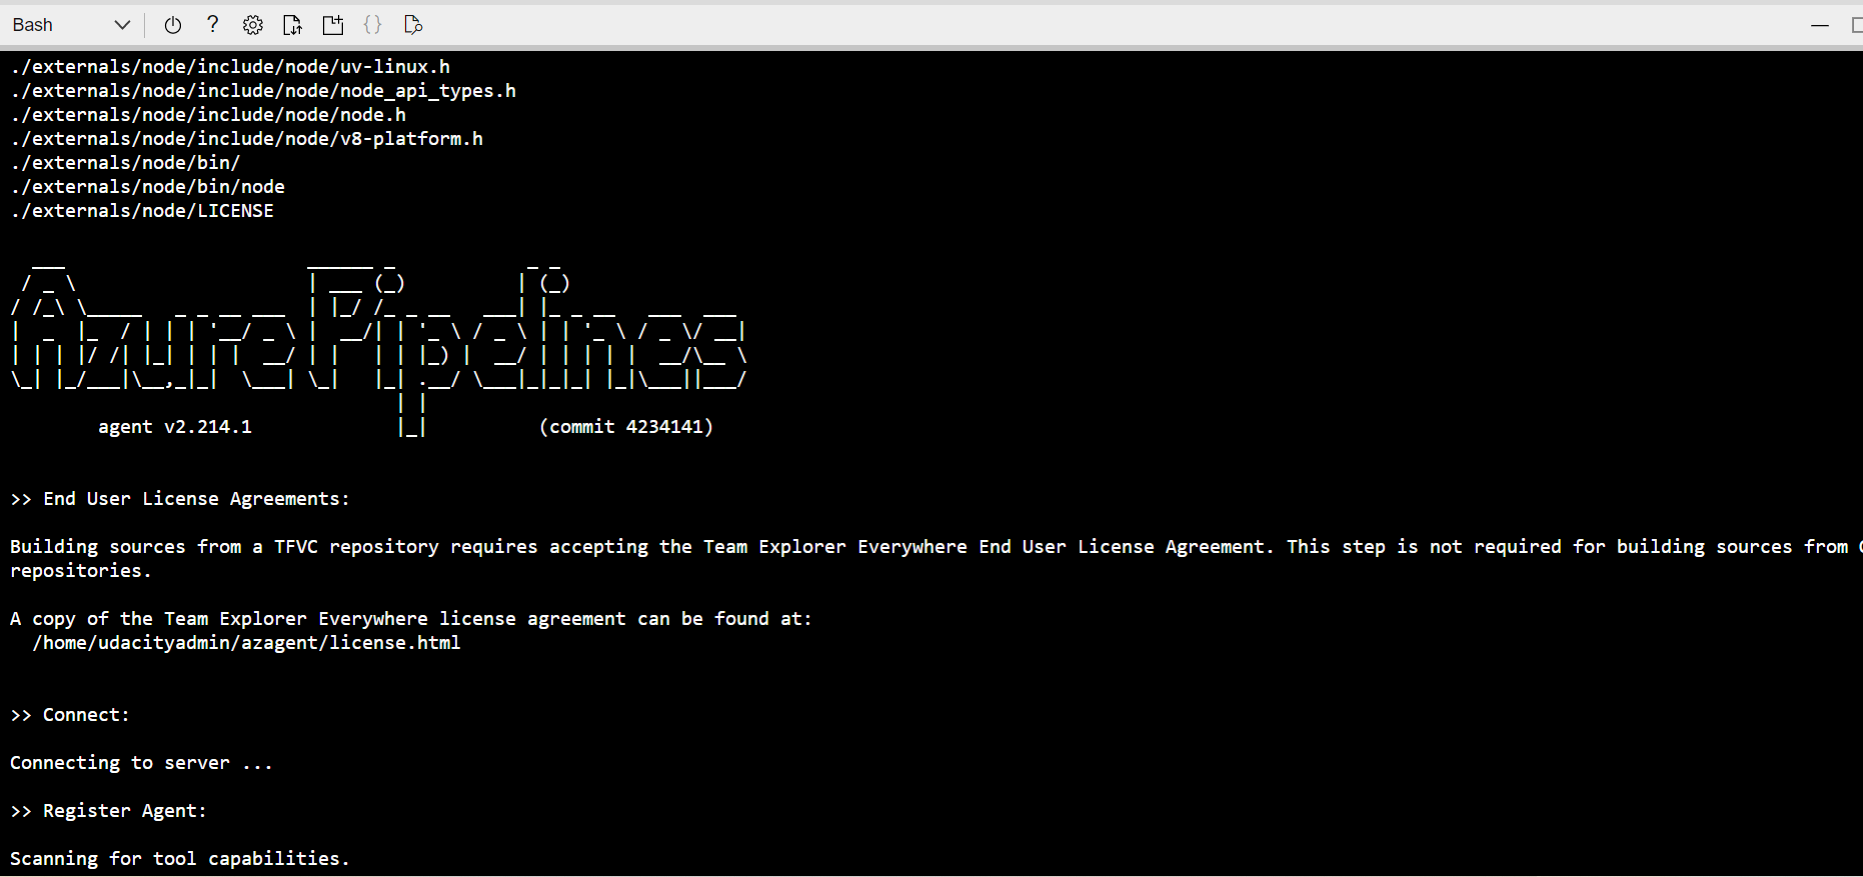 Bash
./externals/node/include/node/uv-linux.h
./externals/node/include/node/node_api_types.h
./externals/node/include/node/node.h
./externals/node/include/node/v8-platform.h
./externals/node/bin/
./externals/node/bin/node
./externals/node/LICENSE
AzurePipelines
agent v2.214.1 (commit 4234141)
>> End User License Agreements:
Building sources from a TFVC repository requires accepting the Team Explorer Everywhere End User License Agreement. This step is not required for building sources from
repositories.
A copy of the Team Explorer Everywhere license agreement can be found at:
/home/udacityadmin/azagent/license.html
>> Connect:
Connecting to server ...
>> Register Agent:
Scanning for tool capabilities.